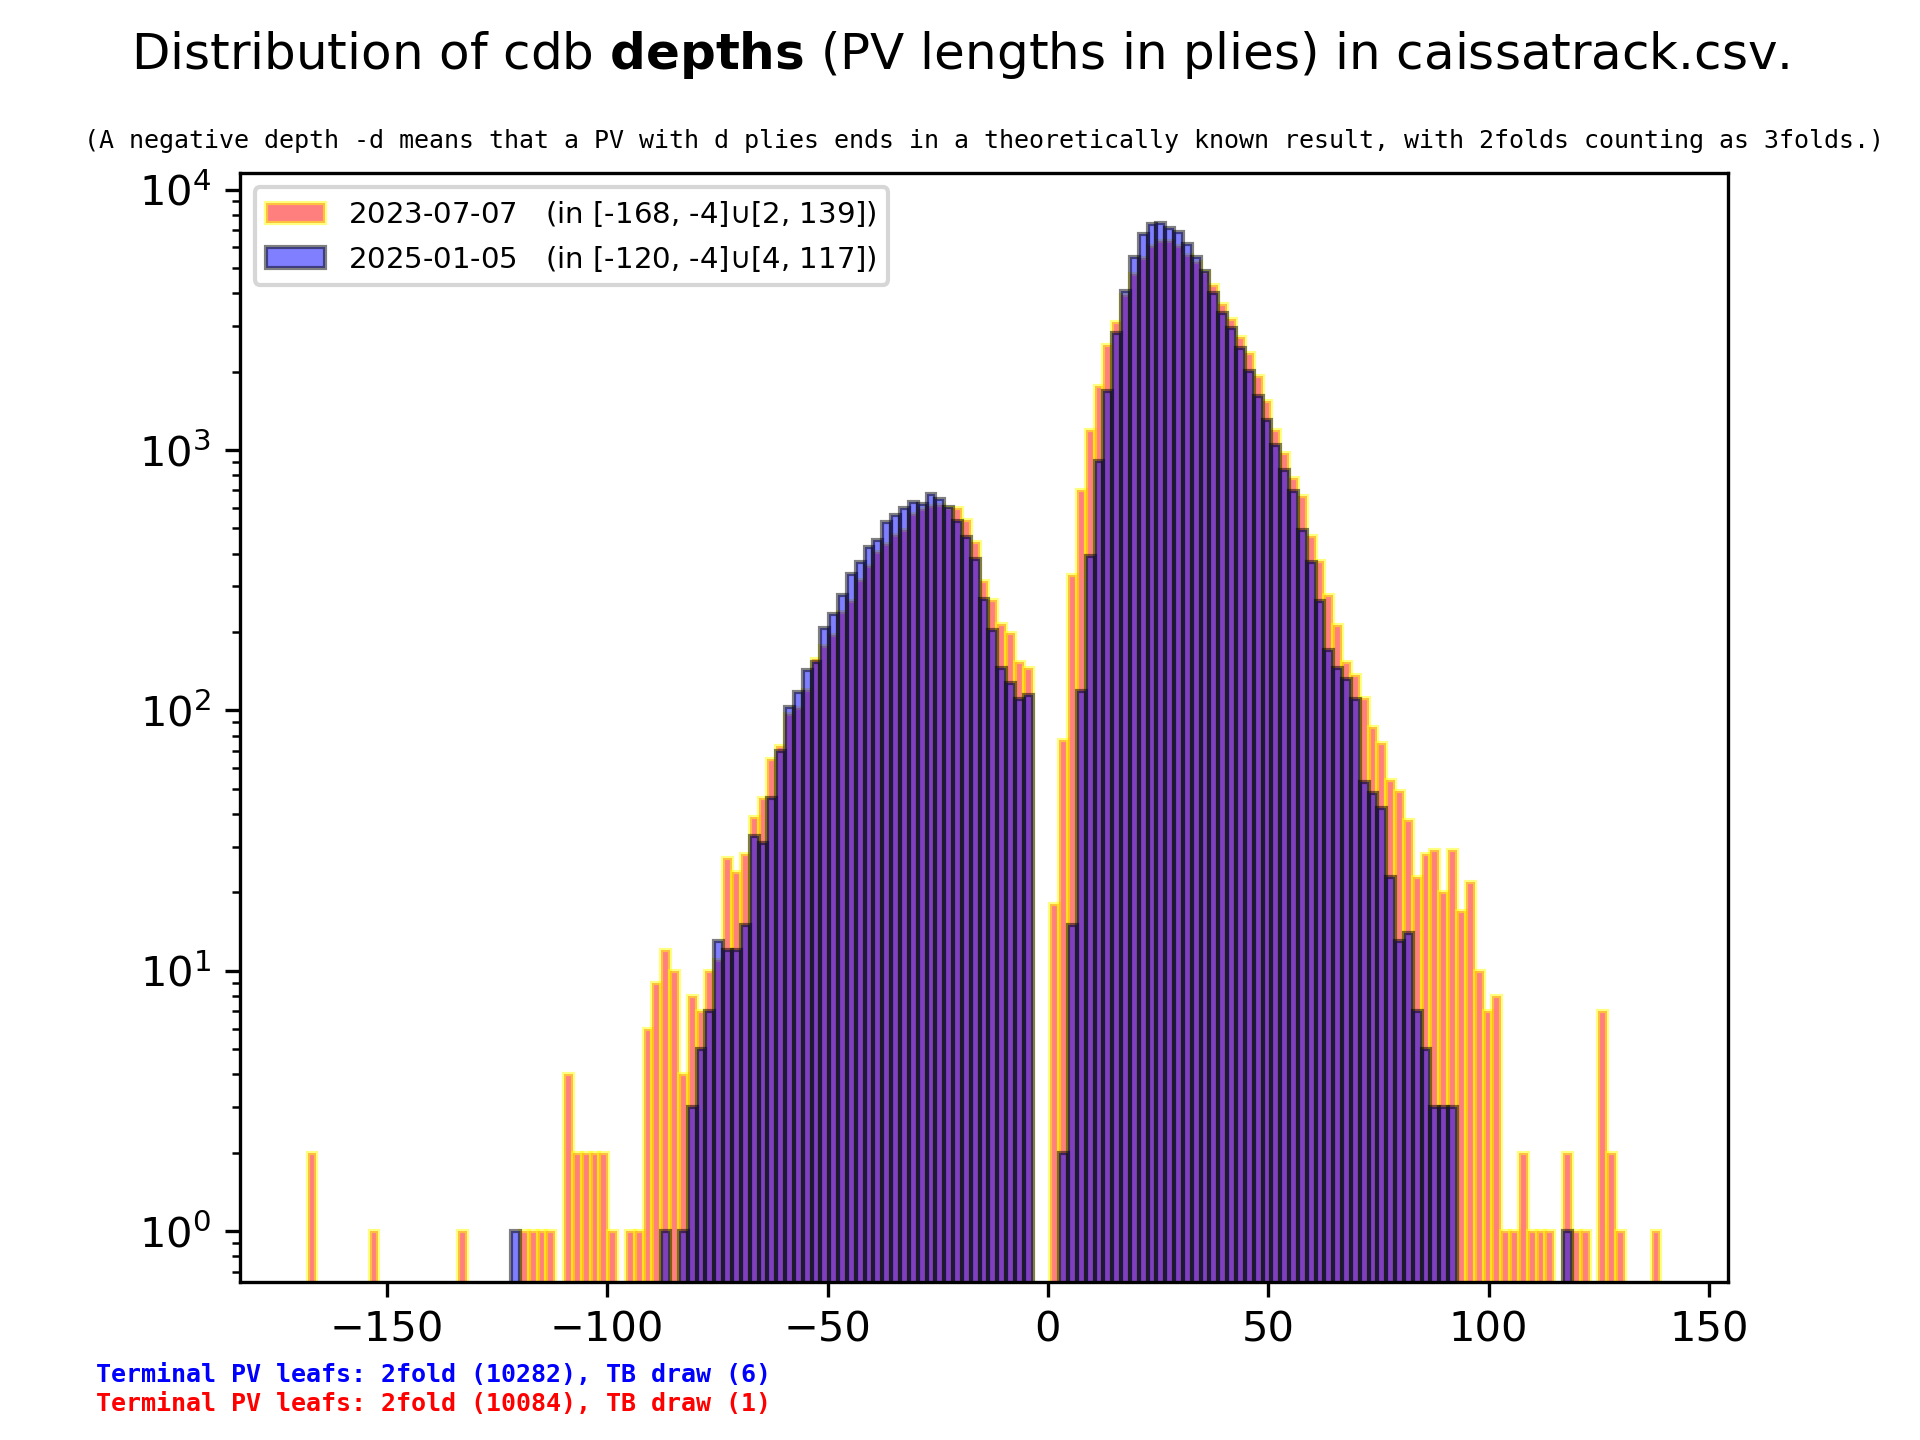 Distribution of cdb depths (PV lengths in plies) in caissatrack.csv.
(A negative depth -d means that a PV with d plies ends in a theoretically known result, with 2folds counting as 3folds.)
2023-07-07 (in [-168, -4]∪[2, 139])
2025-01-05 (in [-120, -4]∪[4, 117])
10⁴
10³
10²
10¹
10⁰
−150 −100 −50 0 50 100 150
Terminal PV leafs: 2fold (10282), TB draw (6)
Terminal PV leafs: 2fold (10084), TB draw (1)